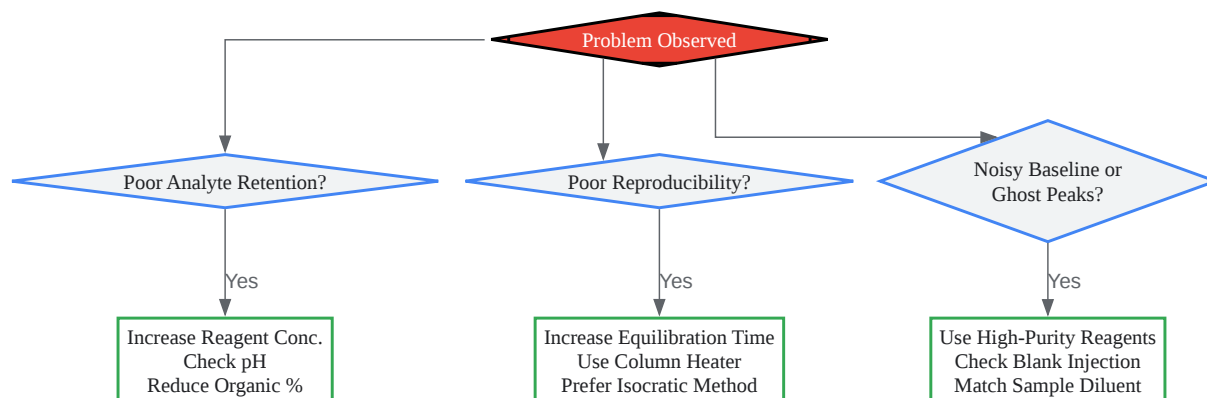 Problem Observed
Poor Analyte Retention?
Poor Reproducibility?
Noisy Baseline or
Ghost Peaks?
Yes
Yes
Yes
Increase Reagent Conc.
Check pH
Reduce Organic %
Increase Equilibration Time
Use Column Heater
Prefer Isocratic Method
Use High-Purity Reagents
Check Blank Injection
Match Sample Diluent